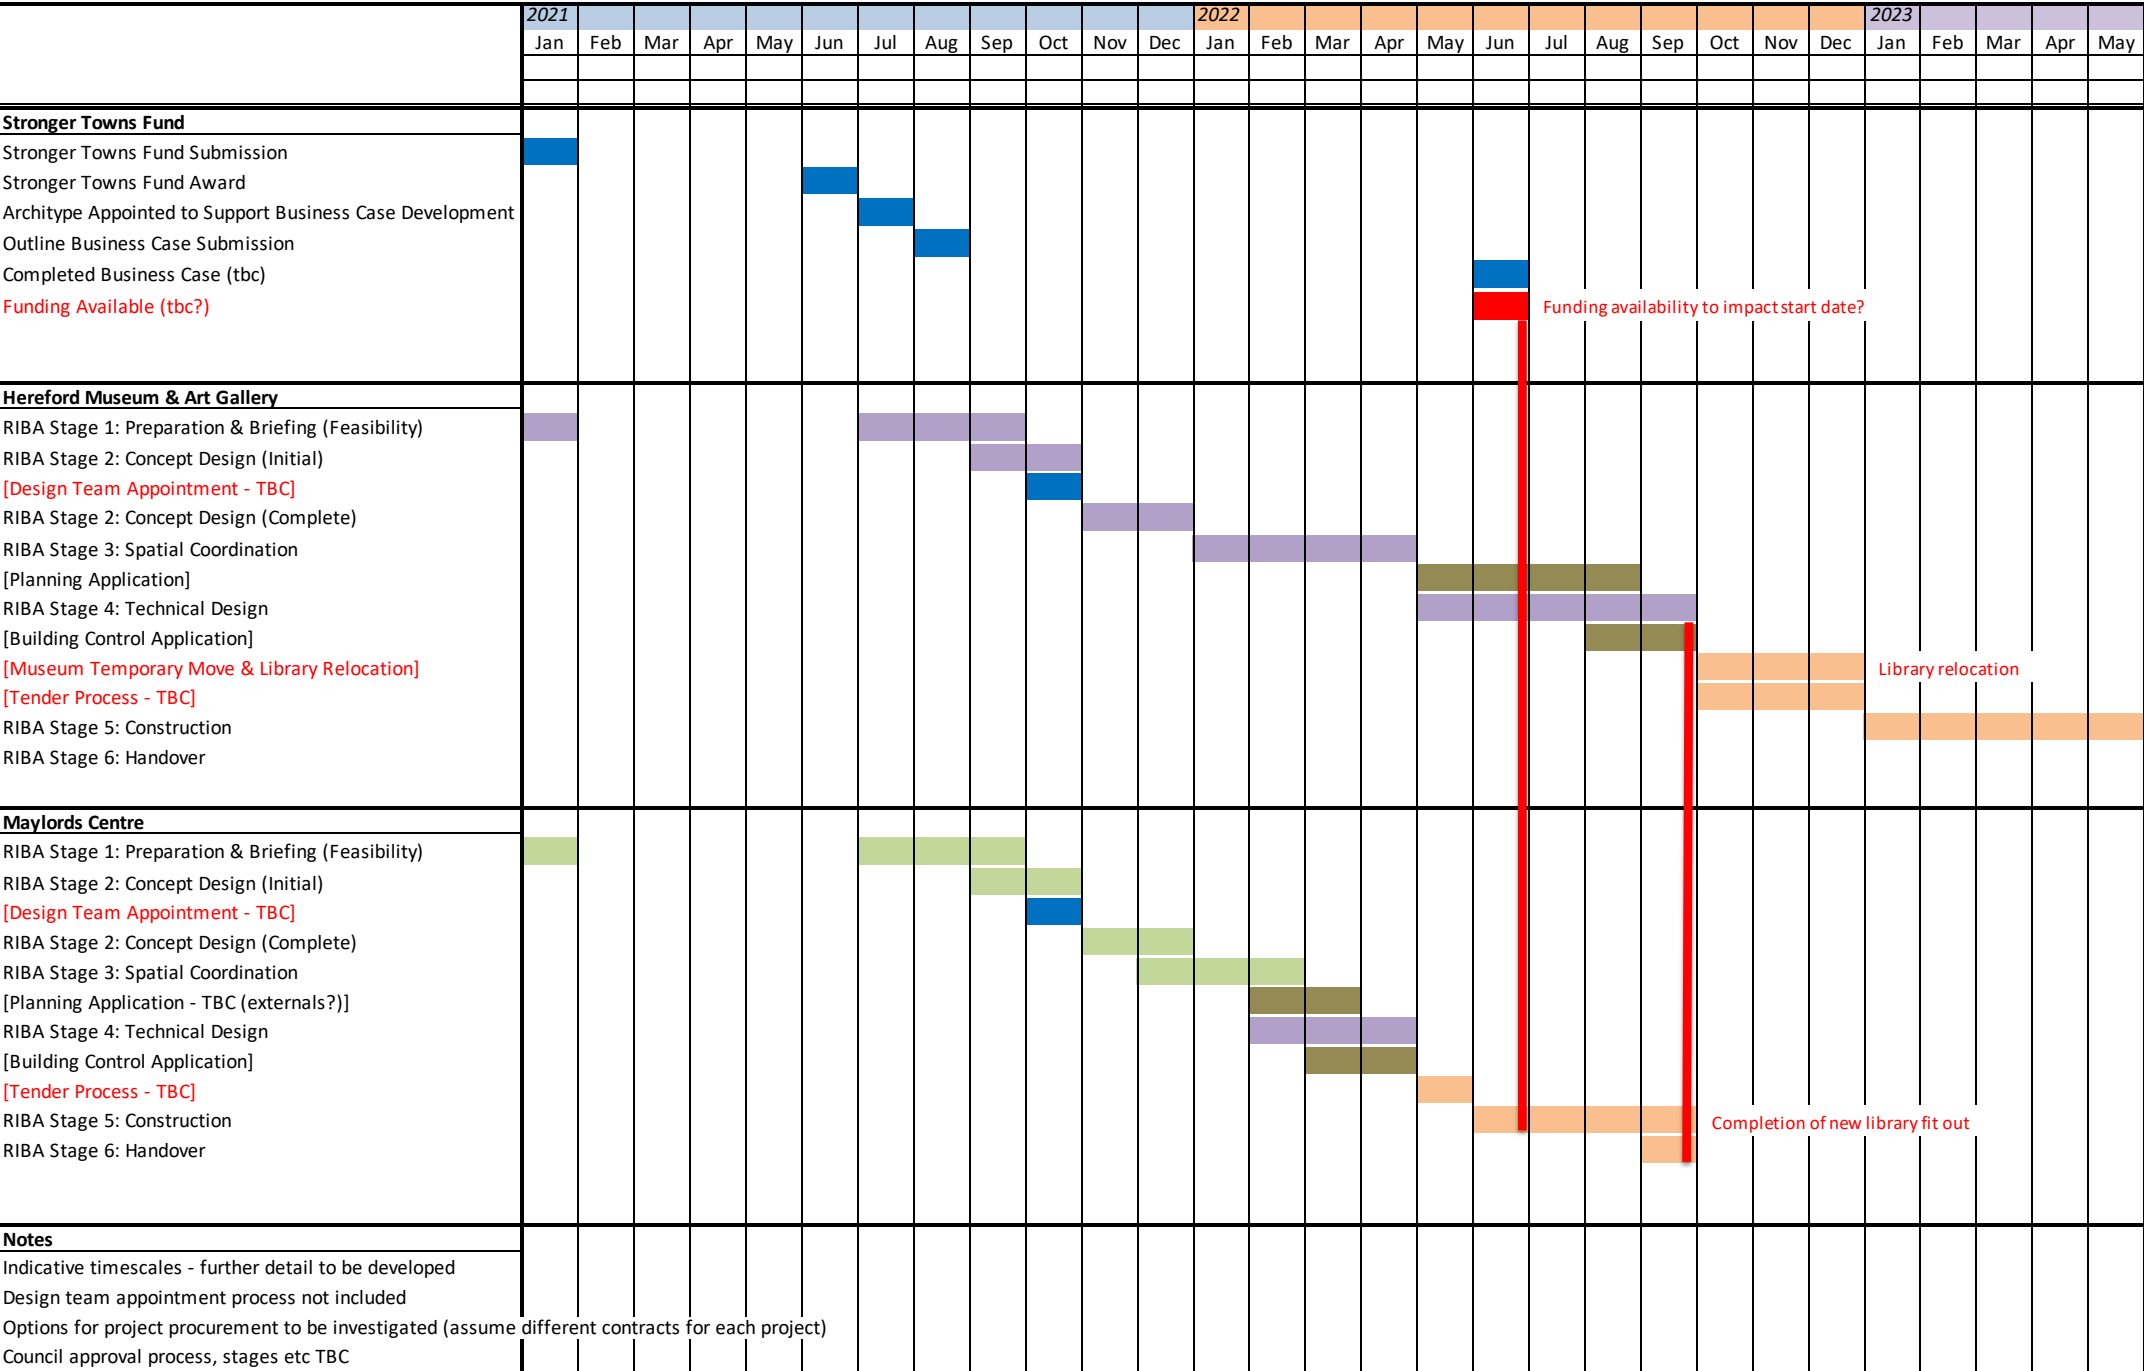 2021 2022 2023
Jan Feb Mar Apr May Jun Jul Aug Sep Oct Nov Dec Jan Feb Mar Apr May Jun Jul Aug Sep Oct Nov Dec Jan Feb Mar Apr May
Stronger Towns Fund
Stronger Towns Fund Submission
Stronger Towns Fund Award
Architype Appointed to Support Business Case Development
Outline Business Case Submission
Completed Business Case (tbc)
Funding Available (tbc?) Funding availability to impact start date?
Hereford Museum & Art Gallery
RIBA Stage 1: Preparation & Briefing (Feasibility)
RIBA Stage 2: Concept Design (Initial)
[Design Team Appointment - TBC]
RIBA Stage 2: Concept Design (Complete)
RIBA Stage 3: Spatial Coordination
[Planning Application]
RIBA Stage 4: Technical Design
[Building Control Application]
[Museum Temporary Move & Library Relocation] Library relocation
[Tender Process - TBC]
RIBA Stage 5: Construction
RIBA Stage 6: Handover
Maylords Centre
RIBA Stage 1: Preparation & Briefing (Feasibility)
RIBA Stage 2: Concept Design (Initial)
[Design Team Appointment - TBC]
RIBA Stage 2: Concept Design (Complete)
RIBA Stage 3: Spatial Coordination
[Planning Application - TBC (externals?)]
RIBA Stage 4: Technical Design
[Building Control Application]
[Tender Process - TBC]
RIBA Stage 5: Construction Completion of new library fit out
RIBA Stage 6: Handover
Notes
Indicative timescales - further detail to be developed
Design team appointment process not included
Options for project procurement to be investigated (assume different contracts for each project)
Council approval process, stages etc TBC